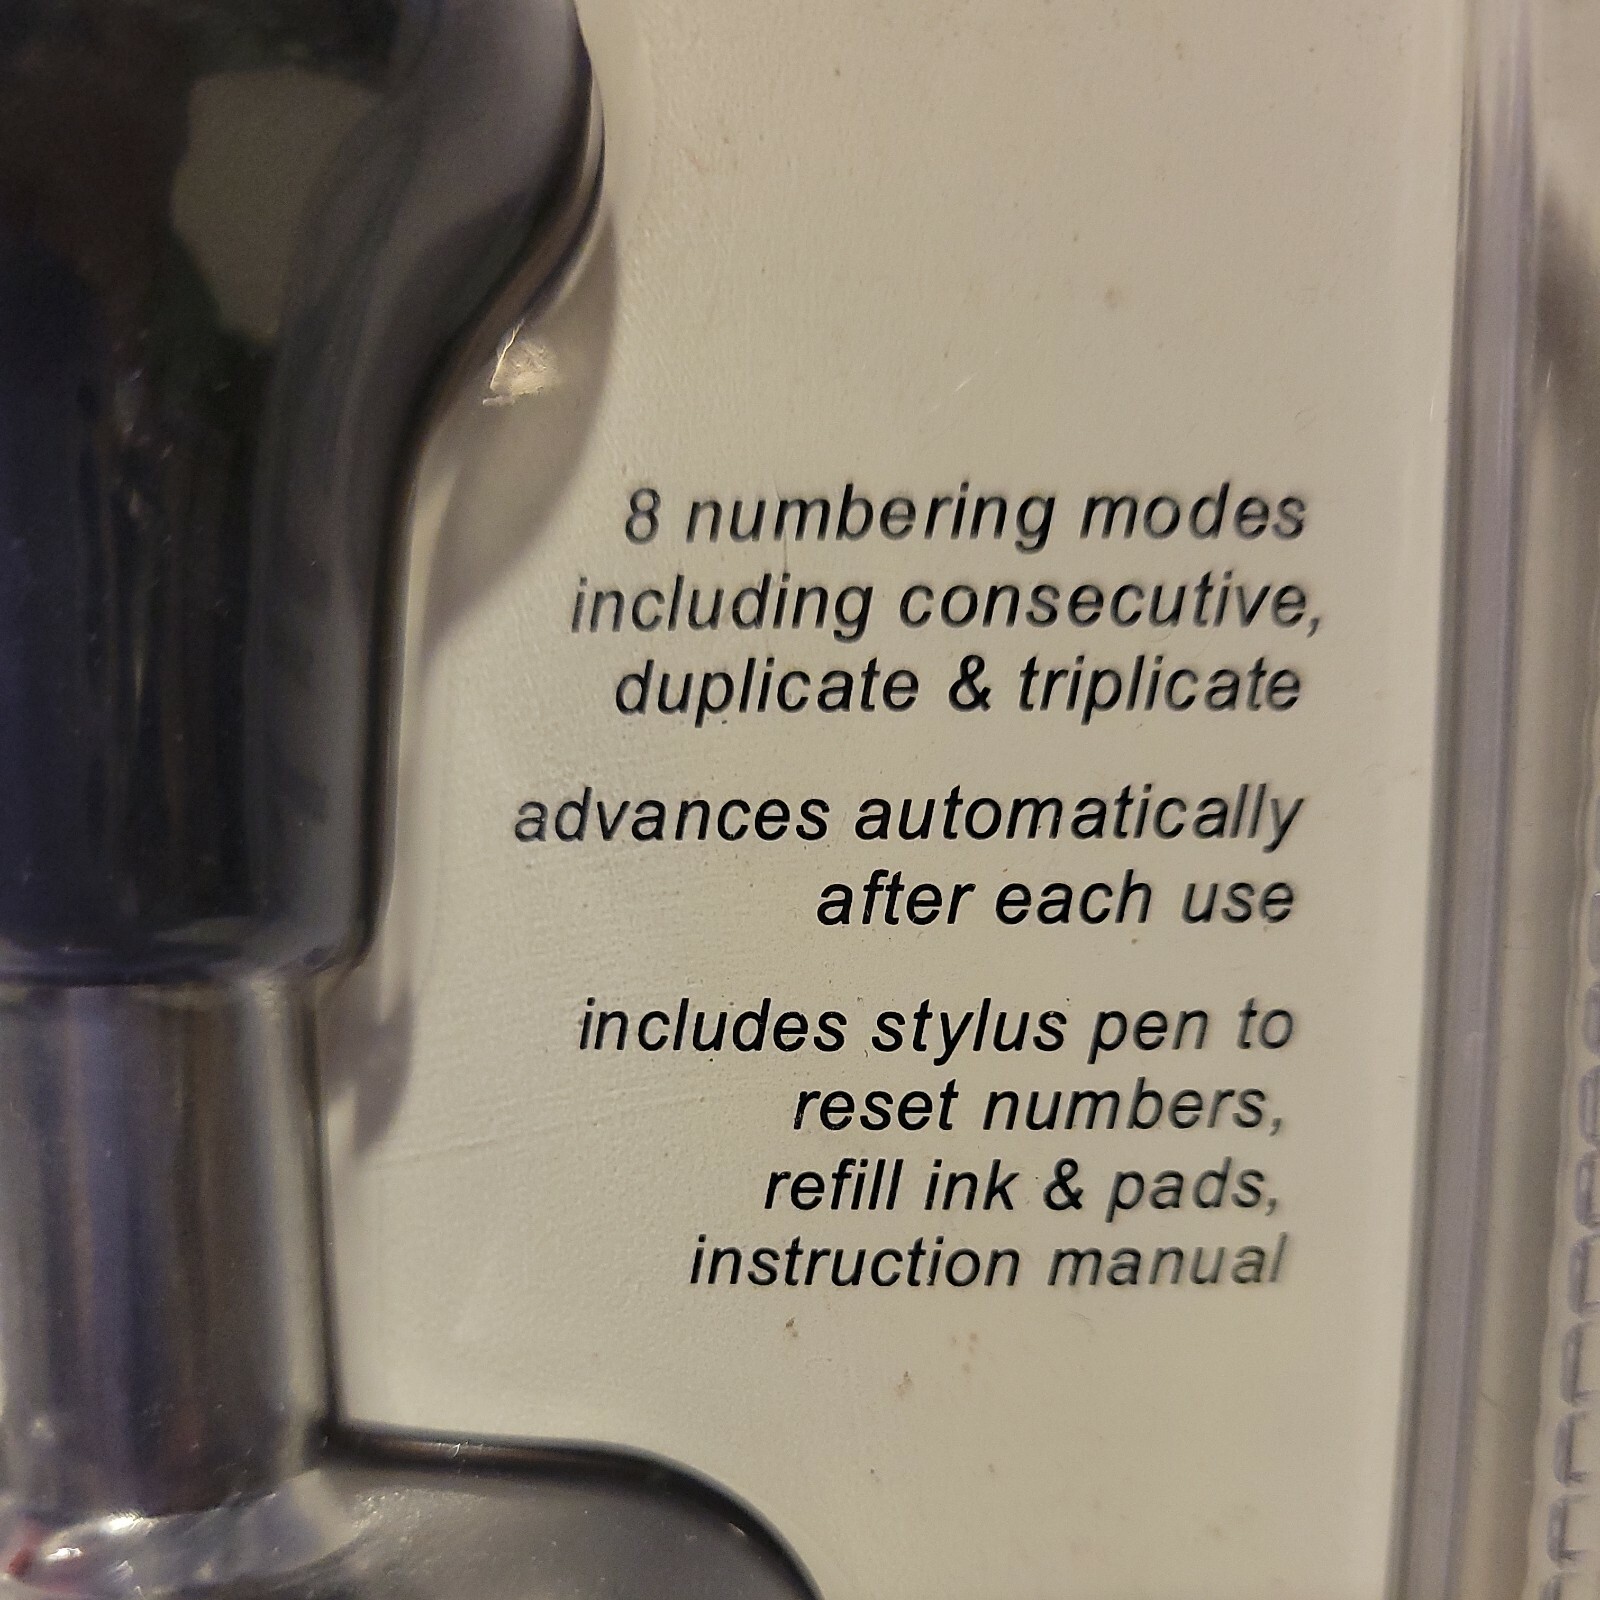 8 numbering modes
including consecutive,
duplicate & triplicate
advances automatically
after each use
includes stylus pen to
reset numbers,
refill ink & pads,
instruction manual